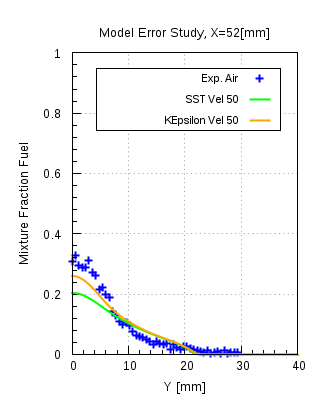 Model Error Study, X=52[mm]
Exp. Air
SST Vel 50
KEpsilon Vel 50
Mixture Fraction Fuel
1
0.8
0.6
0.4
0.2
0
0 10 20 30 40
Y [mm]